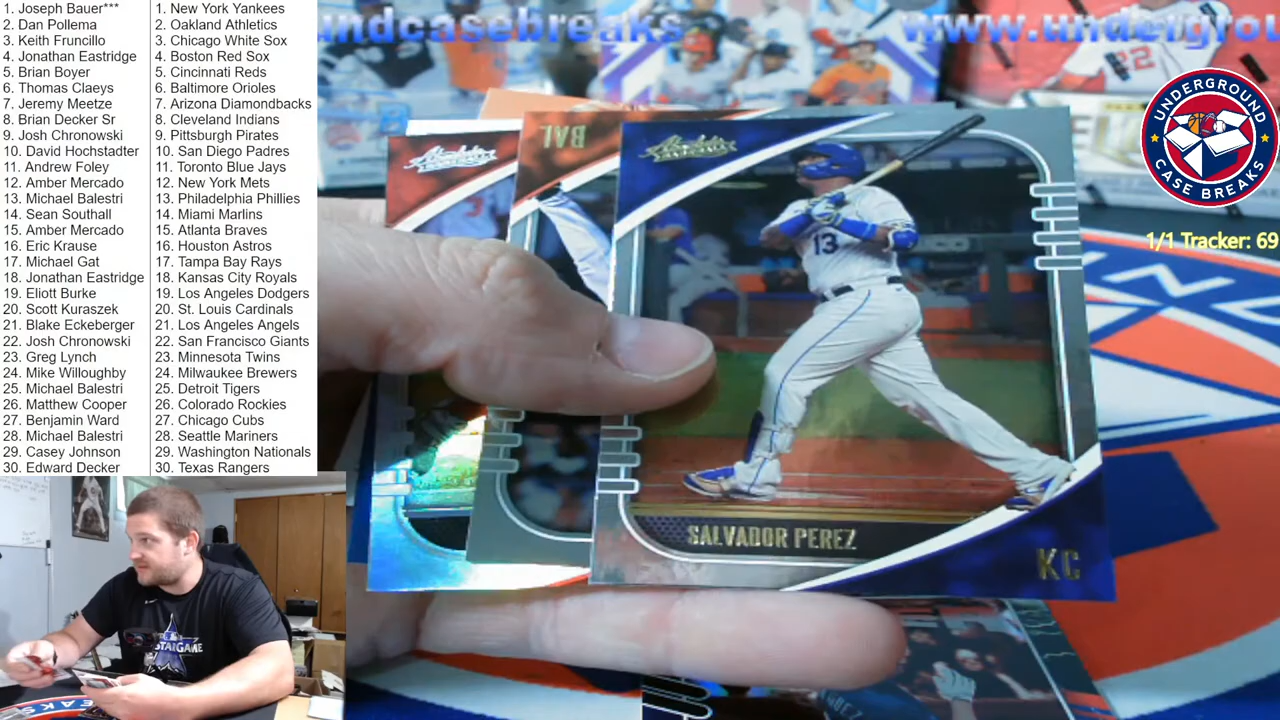 1. Joseph Bauer***
2. Dan Pollema
3. Keith Fruncillo
4. Jonathan Eastridge
5. Brian Boyer
6. Thomas Claeys
7. Jeremy Meetze
8. Brian Decker Sr
9. Josh Chronowski
10. David Hochstadter
11. Andrew Foley
12. Amber Mercado
13. Michael Balestri
14. Sean Southall
15. Amber Mercado
16. Eric Krause
17. Michael Gat
18. Jonathan Eastridge
19. Eliott Burke
20. Scott Kuraszek
21. Blake Eckeberger
22. Josh Chronowski
23. Greg Lynch
24. Mike Willoughby
25. Michael Balestri
26. Matthew Cooper
27. Benjamin Ward
28. Michael Balestri
29. Casey Johnson
30. Edward Decker
1. New York Yankees
2. Oakland Athletics
3. Chicago White Sox
4. Boston Red Sox
5. Cincinnati Reds
6. Baltimore Orioles
7. Arizona Diamondbacks
8. Cleveland Indians
9. Pittsburgh Pirates
10. San Diego Padres
11. Toronto Blue Jays
12. New York Mets
13. Philadelphia Phillies
14. Miami Marlins
15. Atlanta Braves
16. Houston Astros
17. Tampa Bay Rays
18. Kansas City Royals
19. Los Angeles Dodgers
20. St. Louis Cardinals
21. Los Angeles Angels
22. San Francisco Giants
23. Minnesota Twins
24. Milwaukee Brewers
25. Detroit Tigers
26. Colorado Rockies
27. Chicago Cubs
28. Seattle Mariners
29. Washington Nationals
30. Texas Rangers
undcasebreaks
www.undergrou
22
UNDERGROUND
CASE BREAKS
1/1 Tracker: 69
Absolute
Absolute
BAL
13
SALVADOR PEREZ
KC